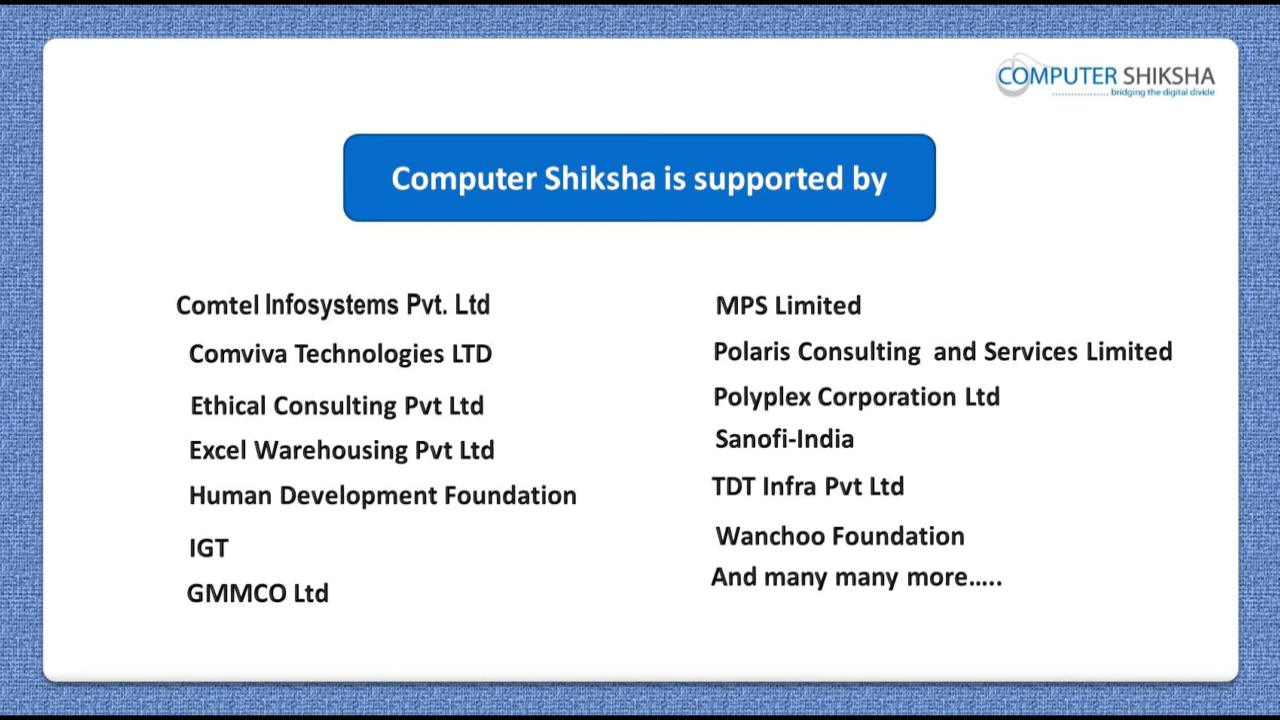 COMPUTER SHIKSHA
.................. bridging the digital divide
Computer Shiksha is supported by
Comtel Infosystems Pvt. Ltd
Comviva Technologies LTD
Ethical Consulting Pvt Ltd
Excel Warehousing Pvt Ltd
Human Development Foundation
IGT
GMMCO Ltd
MPS Limited
Polaris Consulting and Services Limited
Polyplex Corporation Ltd
Sanofi-India
TDT Infra Pvt Ltd
Wanchoo Foundation
And many many more.....